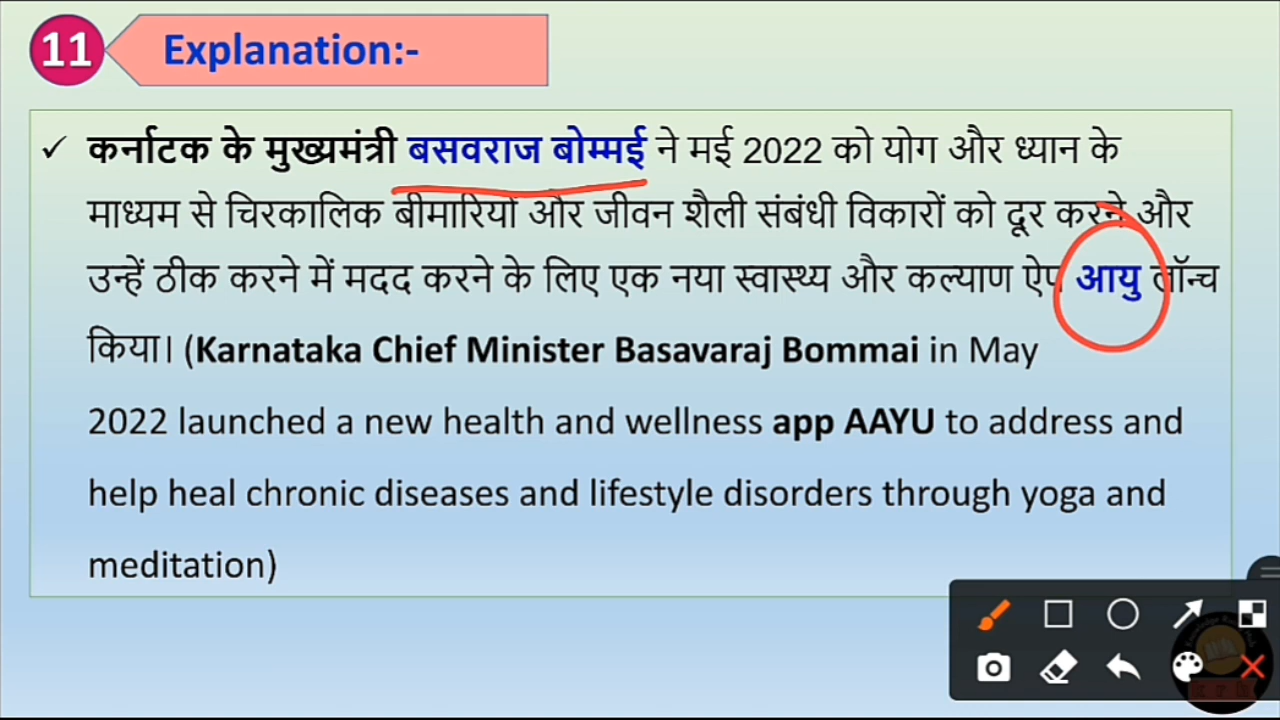 11 Explanation:-
✓ कर्नाटक के मुख्यमंत्री बसवराज बोम्मई ने मई 2022 को योग और ध्यान के
माध्यम से चिरकालिक बीमारियों और जीवन शैली संबंधी विकारों को दूर करने और
उन्हें ठीक करने में मदद करने के लिए एक नया स्वास्थ्य और कल्याण ऐप आयु लॉन्च
किया। (Karnataka Chief Minister Basavaraj Bommai in May
2022 launched a new health and wellness app AAYU to address and
help heal chronic diseases and lifestyle disorders through yoga and
meditation)